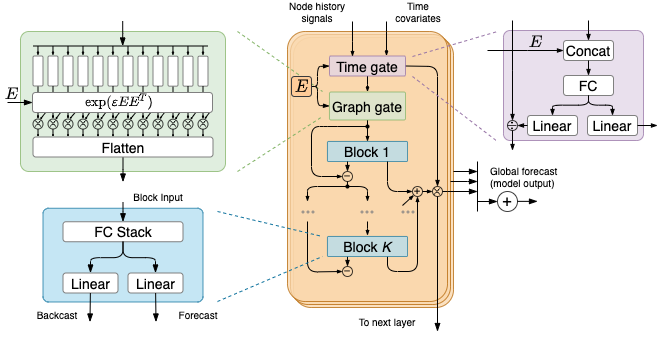 Node history
signals
Time
covariates
E
exp(εEEᵀ)
Flatten
Time gate
E
Graph gate
Block 1
Block K
E
Concat
FC
Linear
Linear
Global forecast
(model output)
Block Input
FC Stack
Linear
Linear
Backcast
Forecast
To next layer